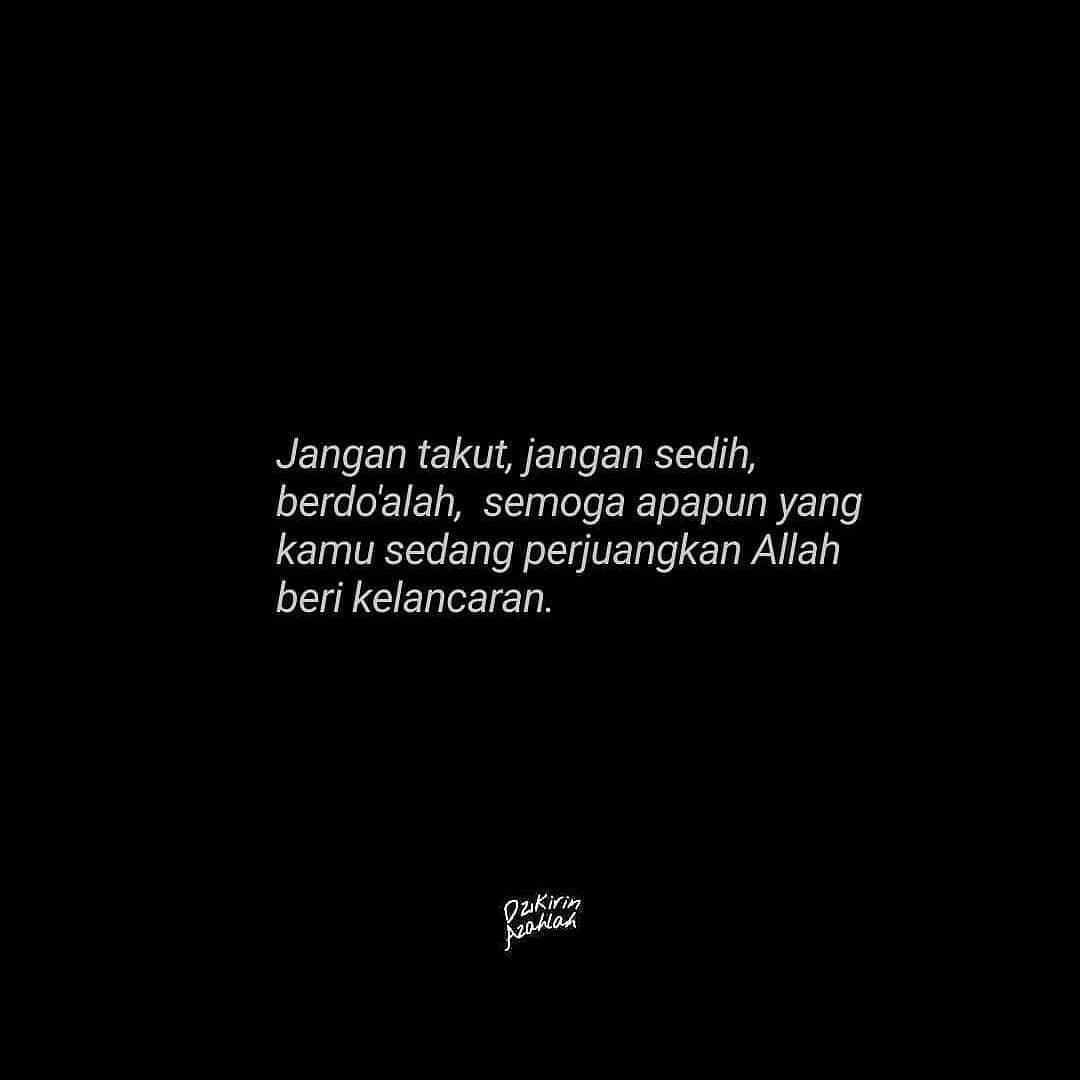 Jangan takut, jangan sedih,
berdo'alah,  semoga apapun yang
kamu sedang perjuangkan Allah
beri kelancaran.
Dzikirin
Azahlah